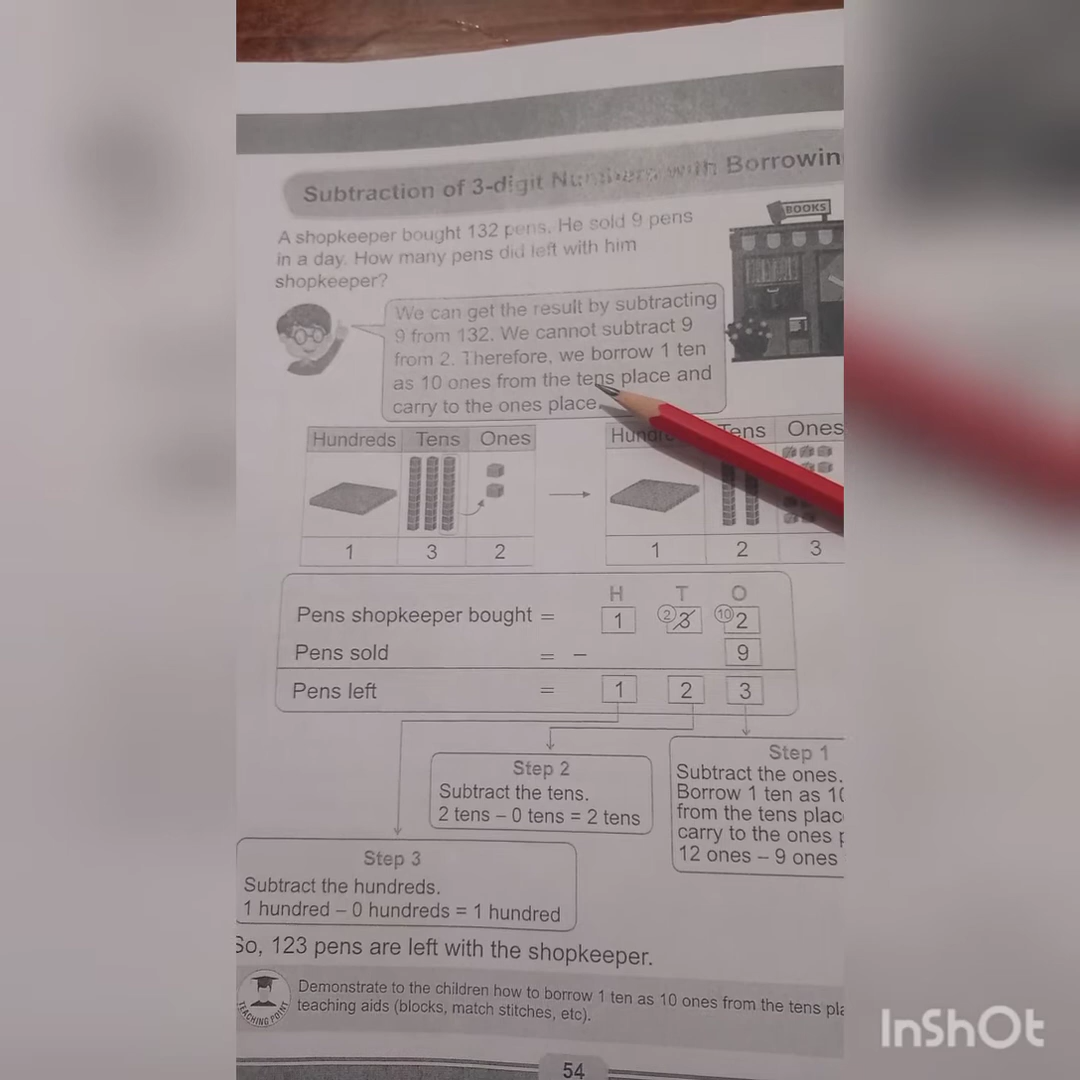 Subtraction of 3-digit Numbers with Borrowin
A shopkeeper bought 132 pens. He sold 9 pens
in a day. How many pens did left with him
shopkeeper?
BOOKS
We can get the result by subtracting
9 from 132. We cannot subtract 9
from 2. Therefore, we borrow 1 ten
as 10 ones from the tens place and
carry to the ones place.
Hundreds Tens Ones
1 3 2
Tens Ones
1 2 3
H T O
Pens shopkeeper bought = 1 2 3 10 2
Pens sold = − 9
Pens left = 1 2 3
Step 1
Subtract the ones.
Borrow 1 ten as 10
from the tens plac
carry to the ones p
12 ones – 9 ones
Step 2
Subtract the tens.
2 tens – 0 tens = 2 tens
Step 3
Subtract the hundreds.
1 hundred – 0 hundreds = 1 hundred
So, 123 pens are left with the shopkeeper.
TEACHING POINT
Demonstrate to the children how to borrow 1 ten as 10 ones from the tens pla
teaching aids (blocks, match stitches, etc).
54
InShOt